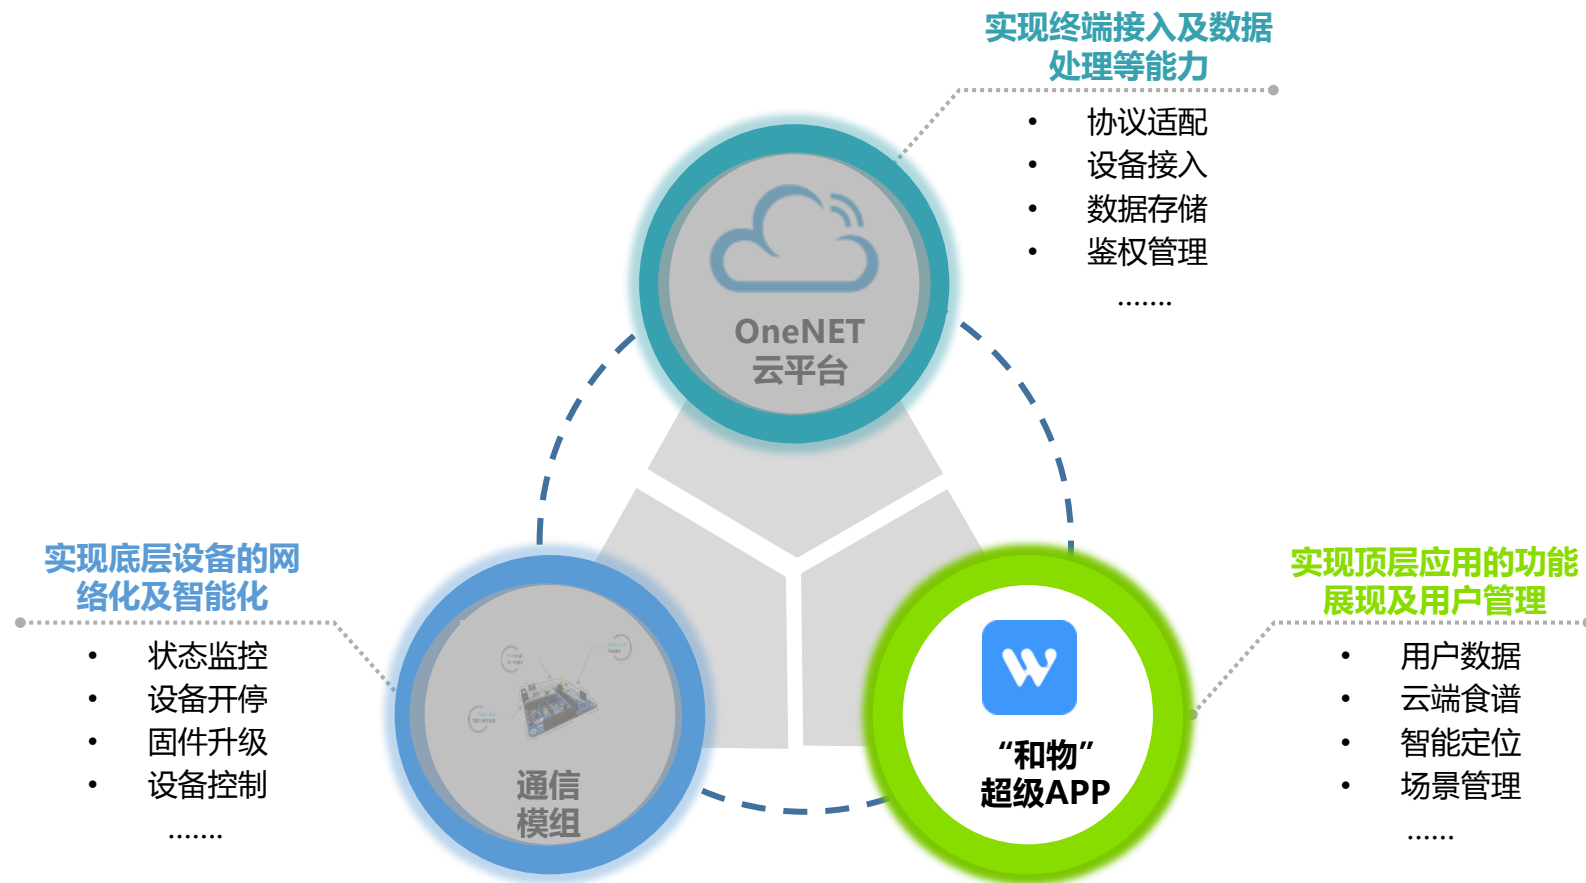 实现终端接入及数据
处理等能力
• 协议适配
• 设备接入
• 数据存储
• 鉴权管理
.......
OneNET
云平台
实现底层设备的网
络化及智能化
• 状态监控
• 设备开停
• 固件升级
• 设备控制
.......
通信
模组
“和物”
超级APP
实现顶层应用的功能
展现及用户管理
• 用户数据
• 云端食谱
• 智能定位
• 场景管理
......